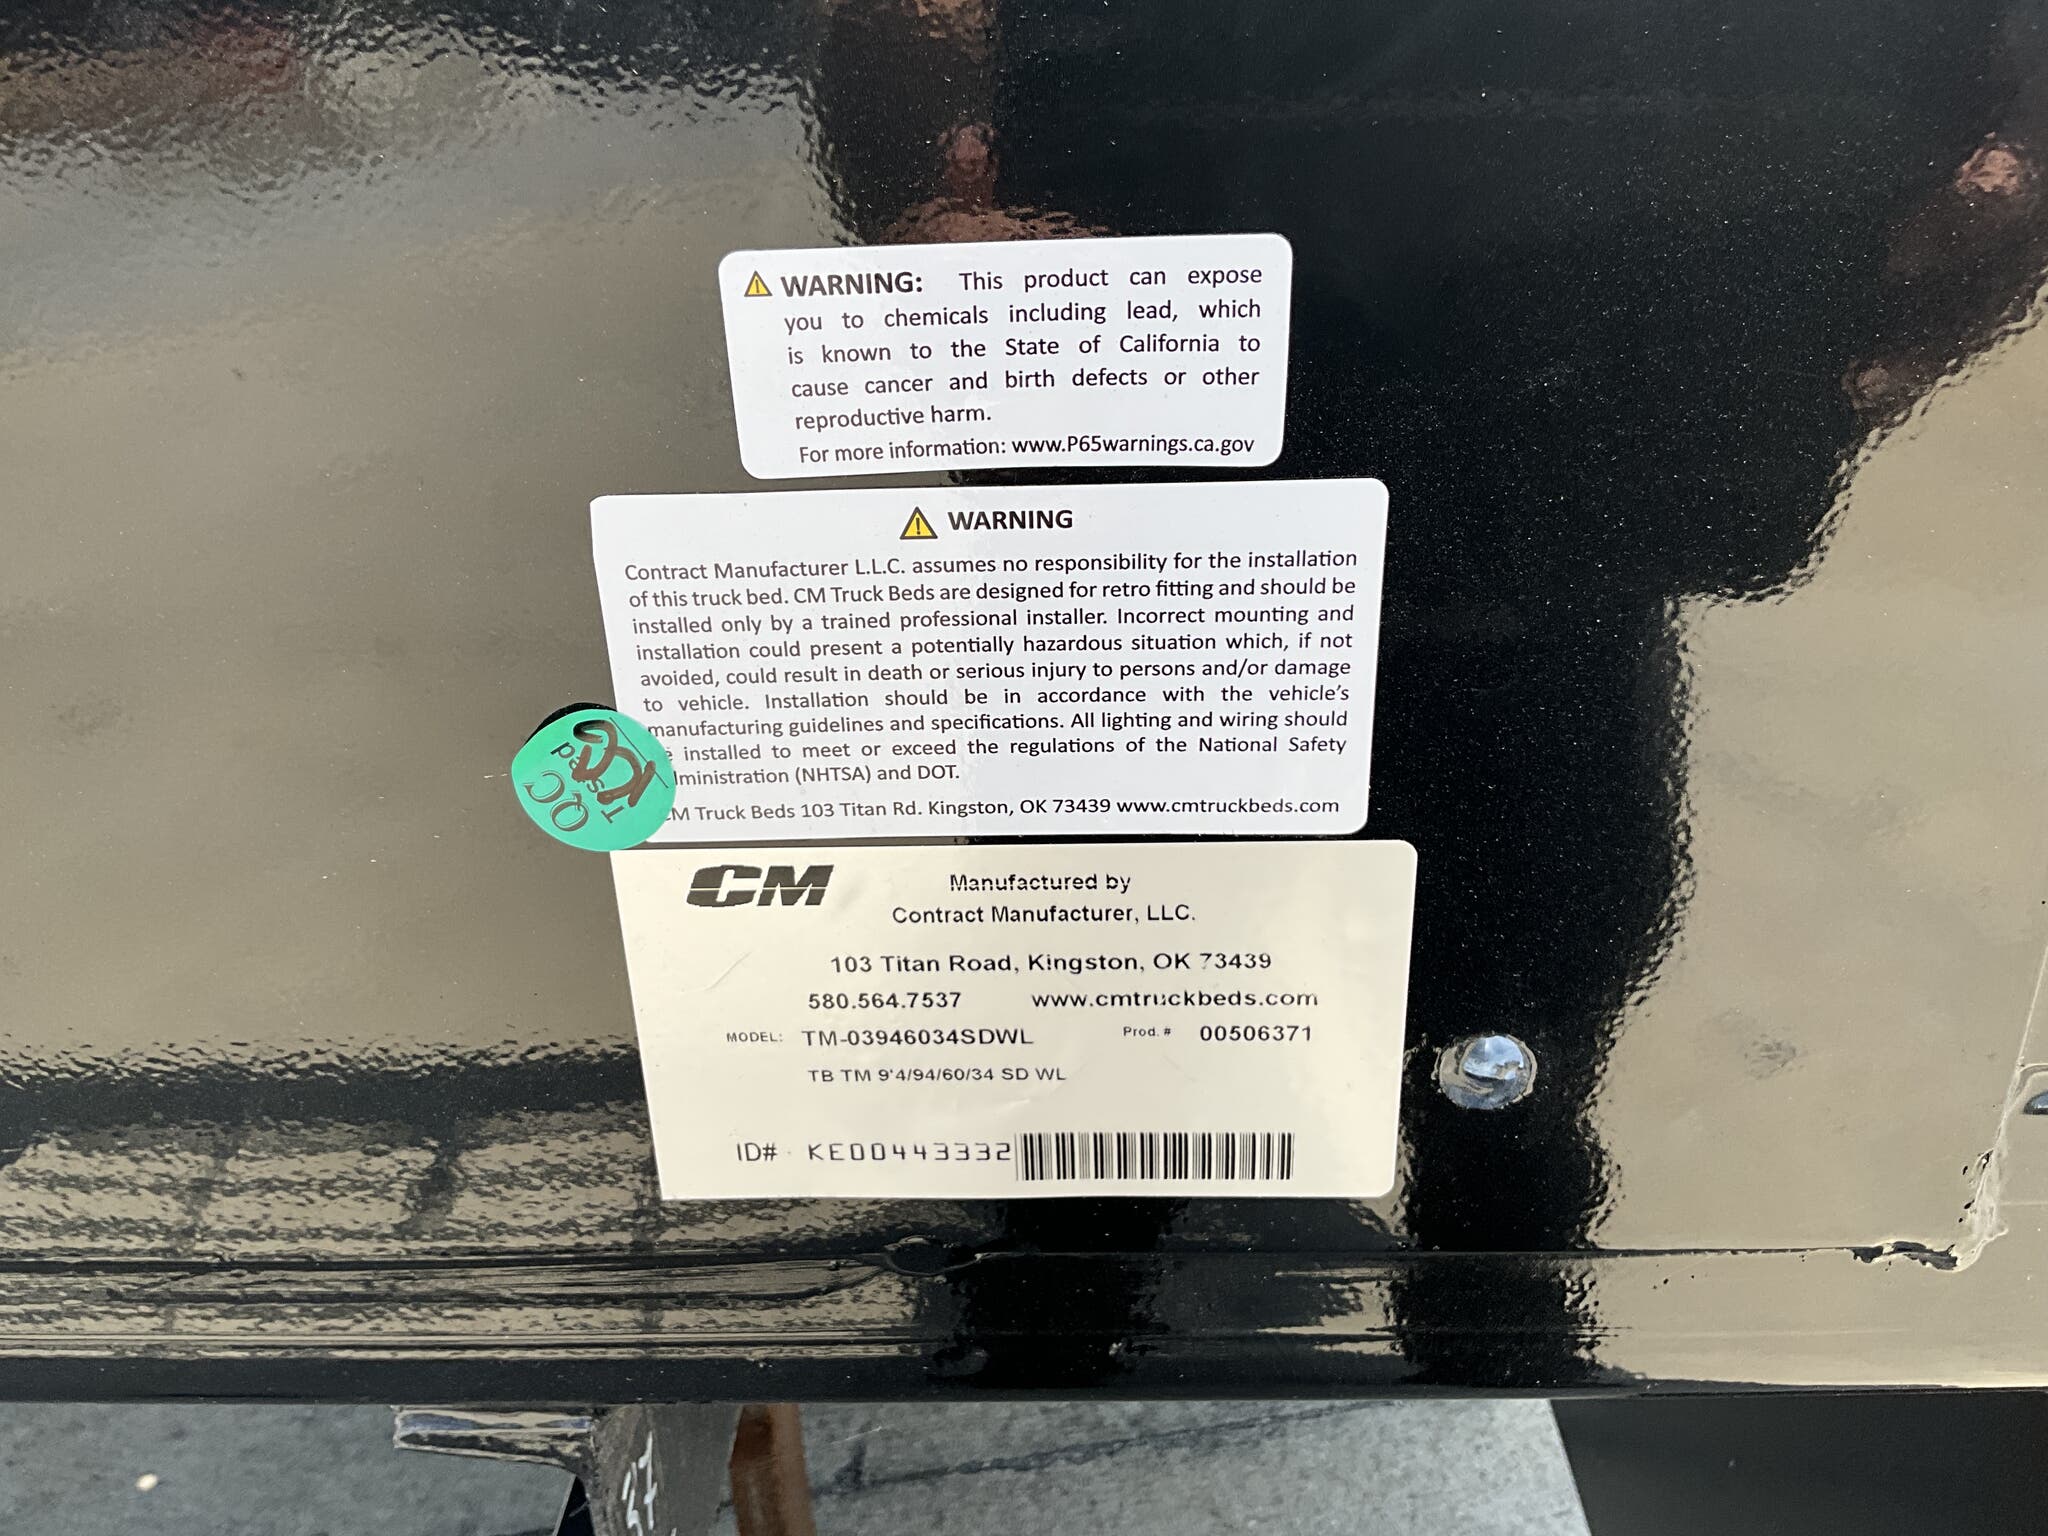 WARNING: This product can expose
you to chemicals including lead, which
is known to the State of California to
cause cancer and birth defects or other
reproductive harm.
For more information: www.P65warnings.ca.gov
WARNING
Contract Manufacturer L.L.C. assumes no responsibility for the installation
of this truck bed. CM Truck Beds are designed for retro fitting and should be
installed only by a trained professional installer. Incorrect mounting and
installation could present a potentially hazardous situation which, if not
avoided, could result in death or serious injury to persons and/or damage
to vehicle. Installation should be in accordance with the vehicle's
manufacturing guidelines and specifications. All lighting and wiring should
installed to meet or exceed the regulations of the National Safety
ministration (NHTSA) and DOT.
CM Truck Beds 103 Titan Rd. Kingston, OK 73439 www.cmtruckbeds.com
QC
CM
Manufactured by
Contract Manufacturer, LLC.
103 Titan Road, Kingston, OK 73439
580.564.7537 www.cmtruckbeds.com
MODEL: TM-03946034SDWL Prod. # 00506371
TB TM 9'4/94/60/34 SD WL
ID# KE00443332